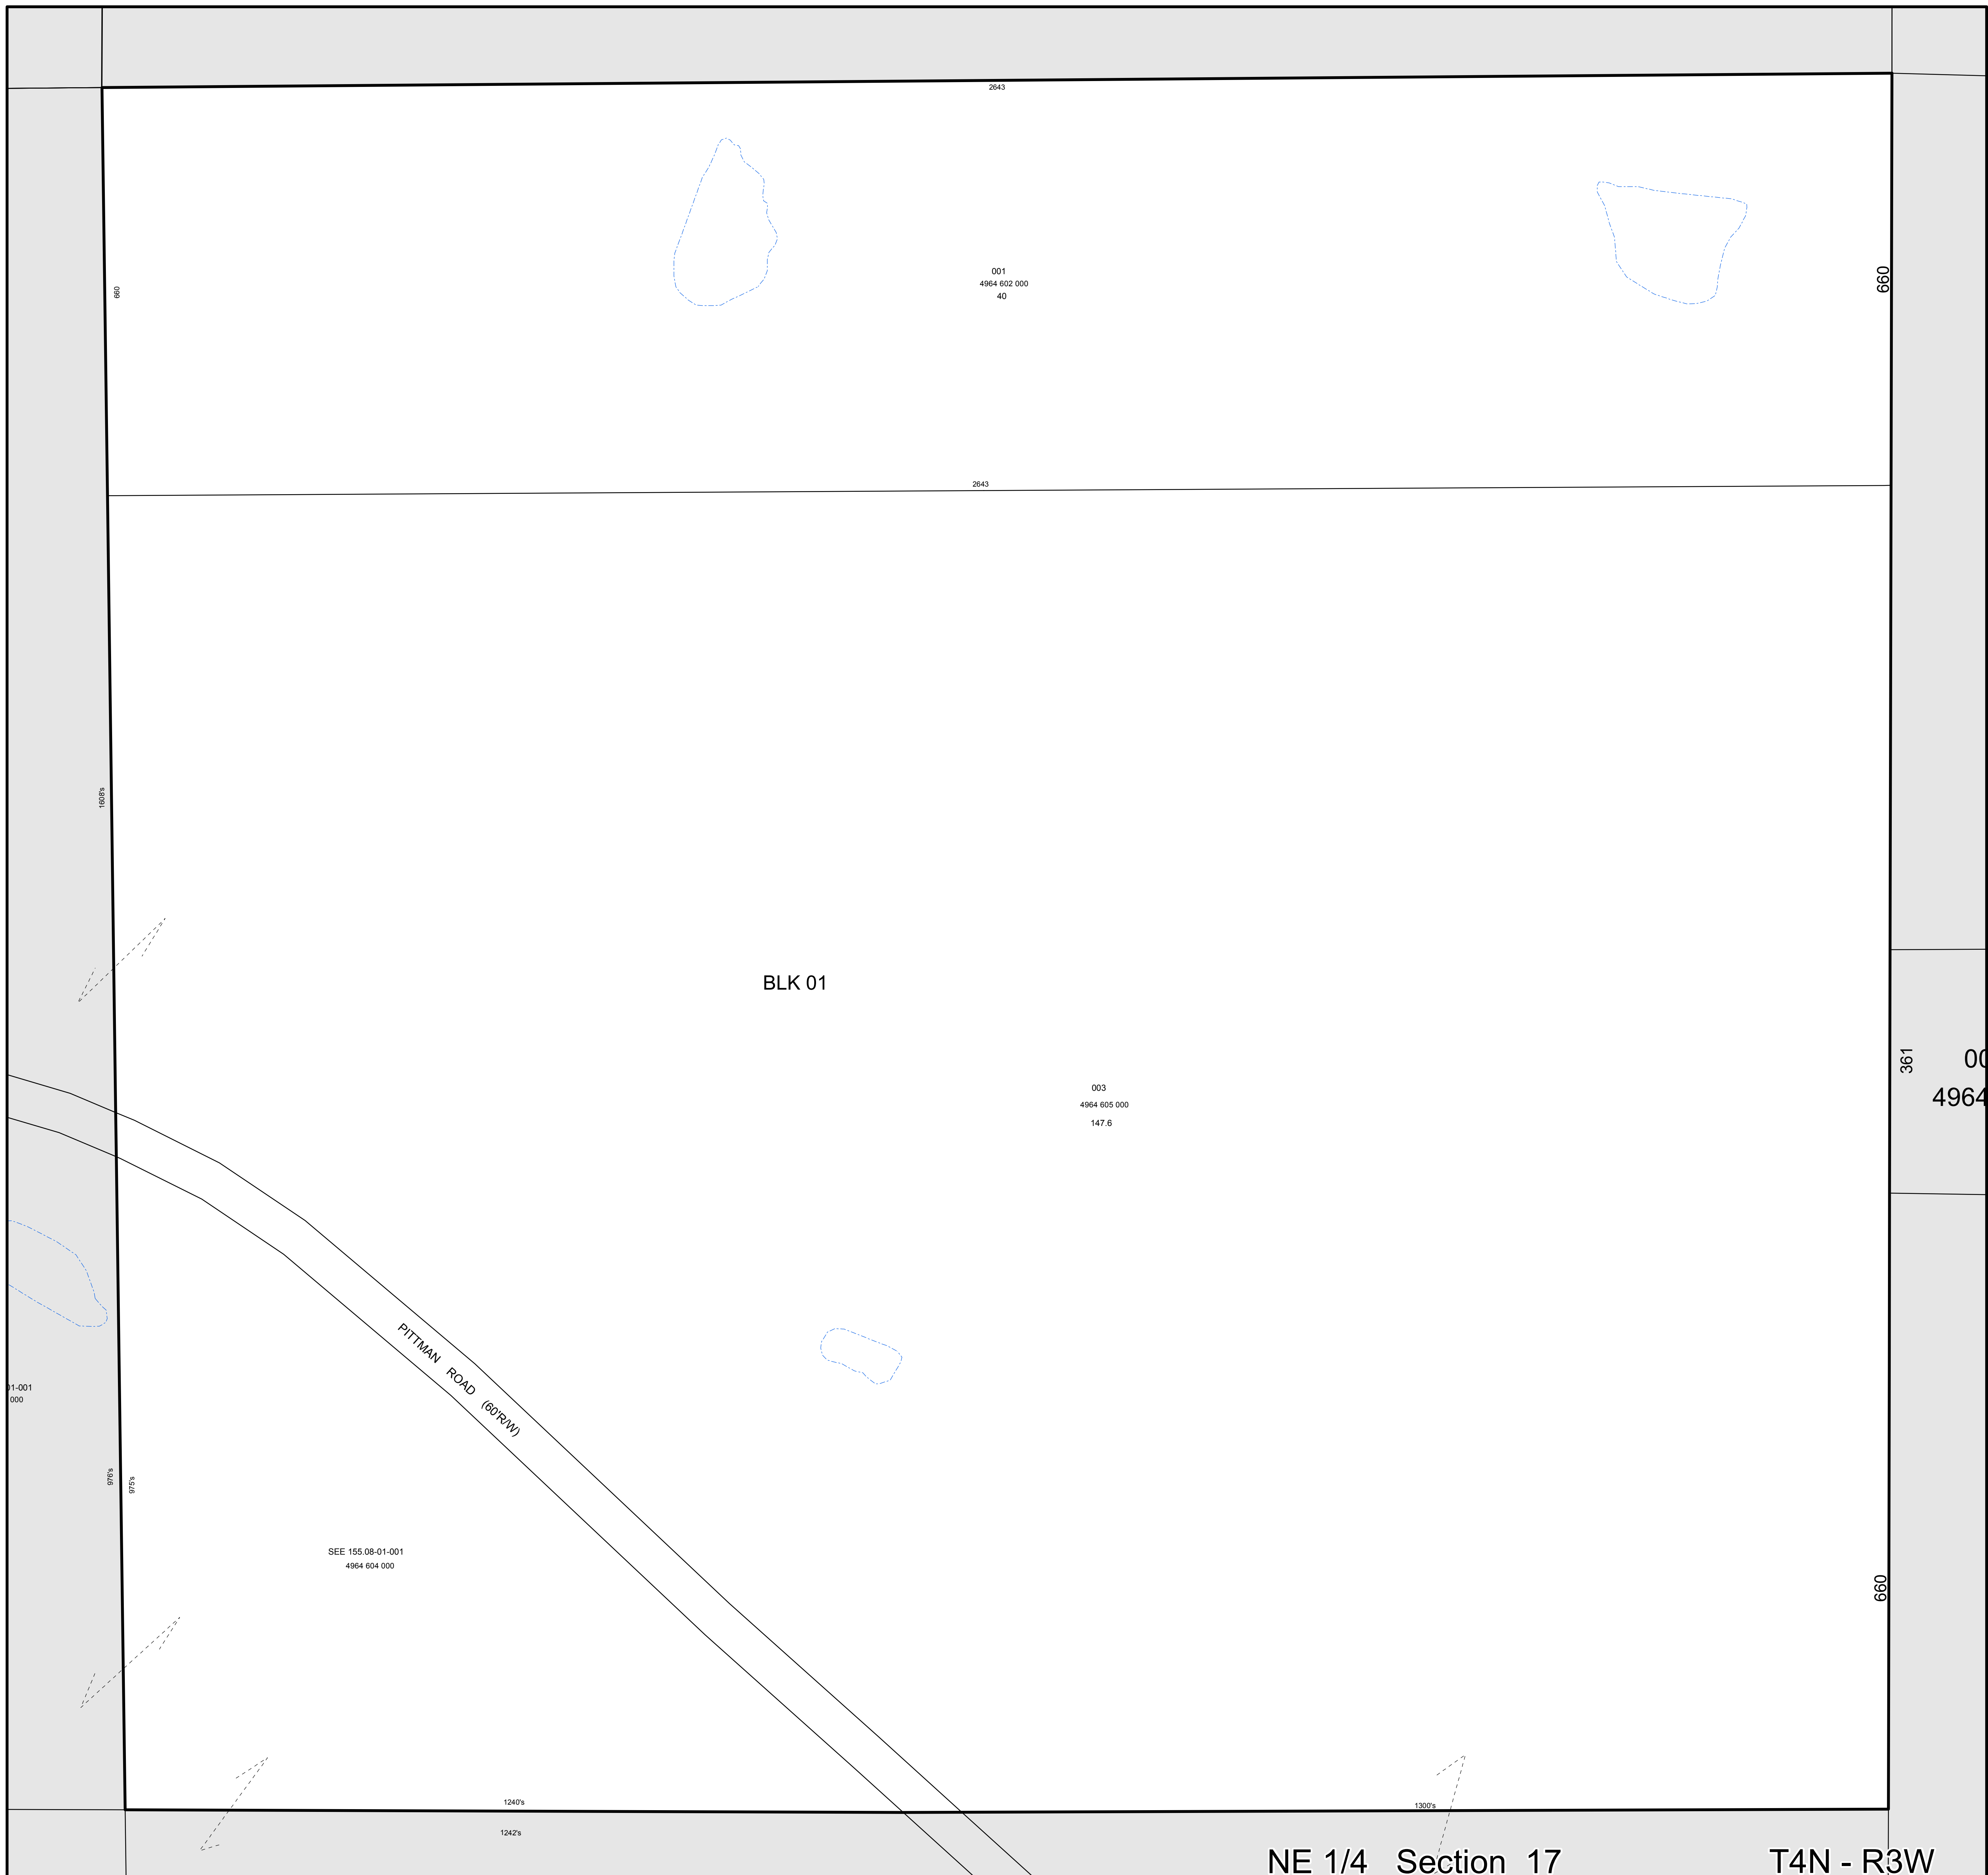 2643
660
001
4964 602 000
40
660
2643
1608's
BLK 01
003
4964 605 000
147.6
361
00
4964
PITTMAN ROAD (60'R/W)
01-001
000
976's
975's
SEE 155.08-01-001
4964 604 000
660
1240's
1300's
1242's
NE 1/4 Section 17
T4N - R3W